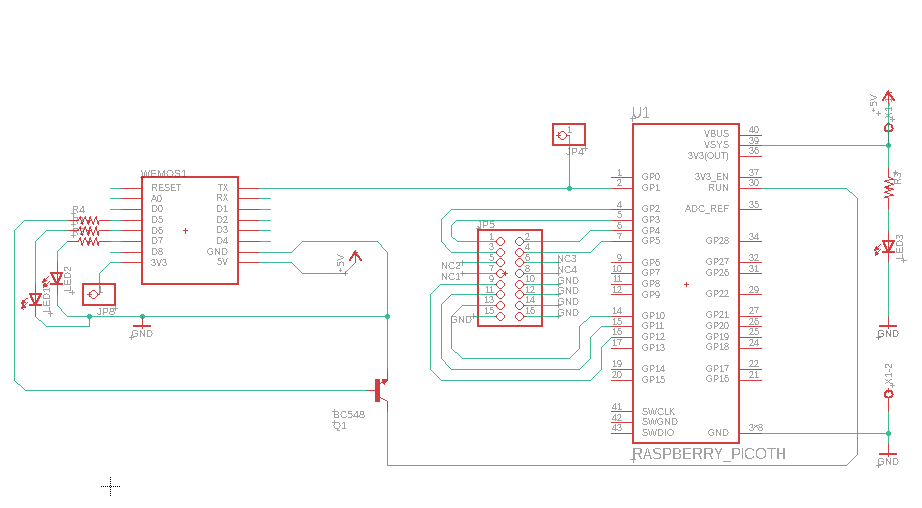 +5V
X1-1
U1
1
JP4
VBUS 40
VSYS 39
3V3(OUT) 36
WEMOS1
1 GP0
3V3_EN 37
RESET
TX
2 GP1
RUN 30
A0
RX
R3
R4
D0
D1
4 GP2
ADC_REF 35
D5
D2
5 GP3
D6
D3
6 GP4
JP5
D7
D4
7 GP5
GP28 34
1 2
D8
GND
3 4
3V3
5V
+5V
5 6
NC3
9 GP6
GP27 32
NC2
7 8
NC4
10 GP7
GP26 31
NC1
9 10
GND
11 GP8
LED3
LED2
LED1
1
JP8
11 12
GND
12 GP9
GP22 29
13 14
GND
GND
15 16
GND
14 GP10
GP21 27
15 GP11
GP20 26
GND
16 GP12
GP19 25
GND
17 GP13
GP18 24
19 GP14
GP17 22
20 GP15
GP16 21
X1-2
BC548
Q1
41 SWCLK
42 SWGND
43 SWDIO
GND 3*8
RASPBERRY_PICOTH
GND